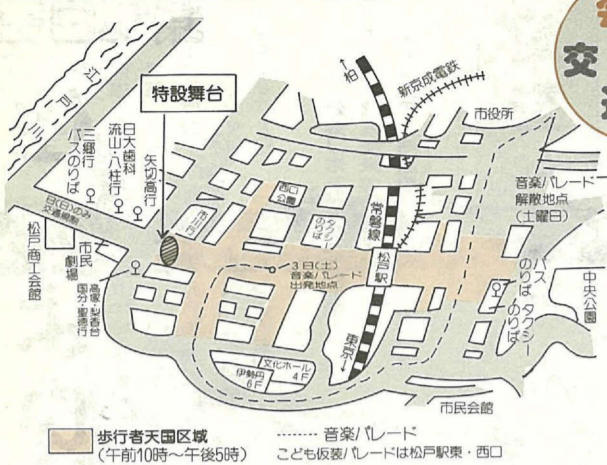 交
特設舞台
↑柏
新京成電鉄
市役所
江戸川
三郷行
バスのりば
日大歯科
流山・八柱行
矢切高行
西口
公園
タクシー
のりば
常磐線
松戸駅
音楽パレード
解散地点
(土曜日)
松戸商工会館
市民
劇場
高塚・梨香台
国分・聖徳行
3日(土)
音楽パレード
出発地点
バス
のりば
タクシー
のりば
中央公園
東京↓
文化ホール
4F
伊勢丹
6F
市民会館
歩行者天国区域
(午前10時~午後5時)
音楽パレード
こども仮装パレードは松戸駅東・西口